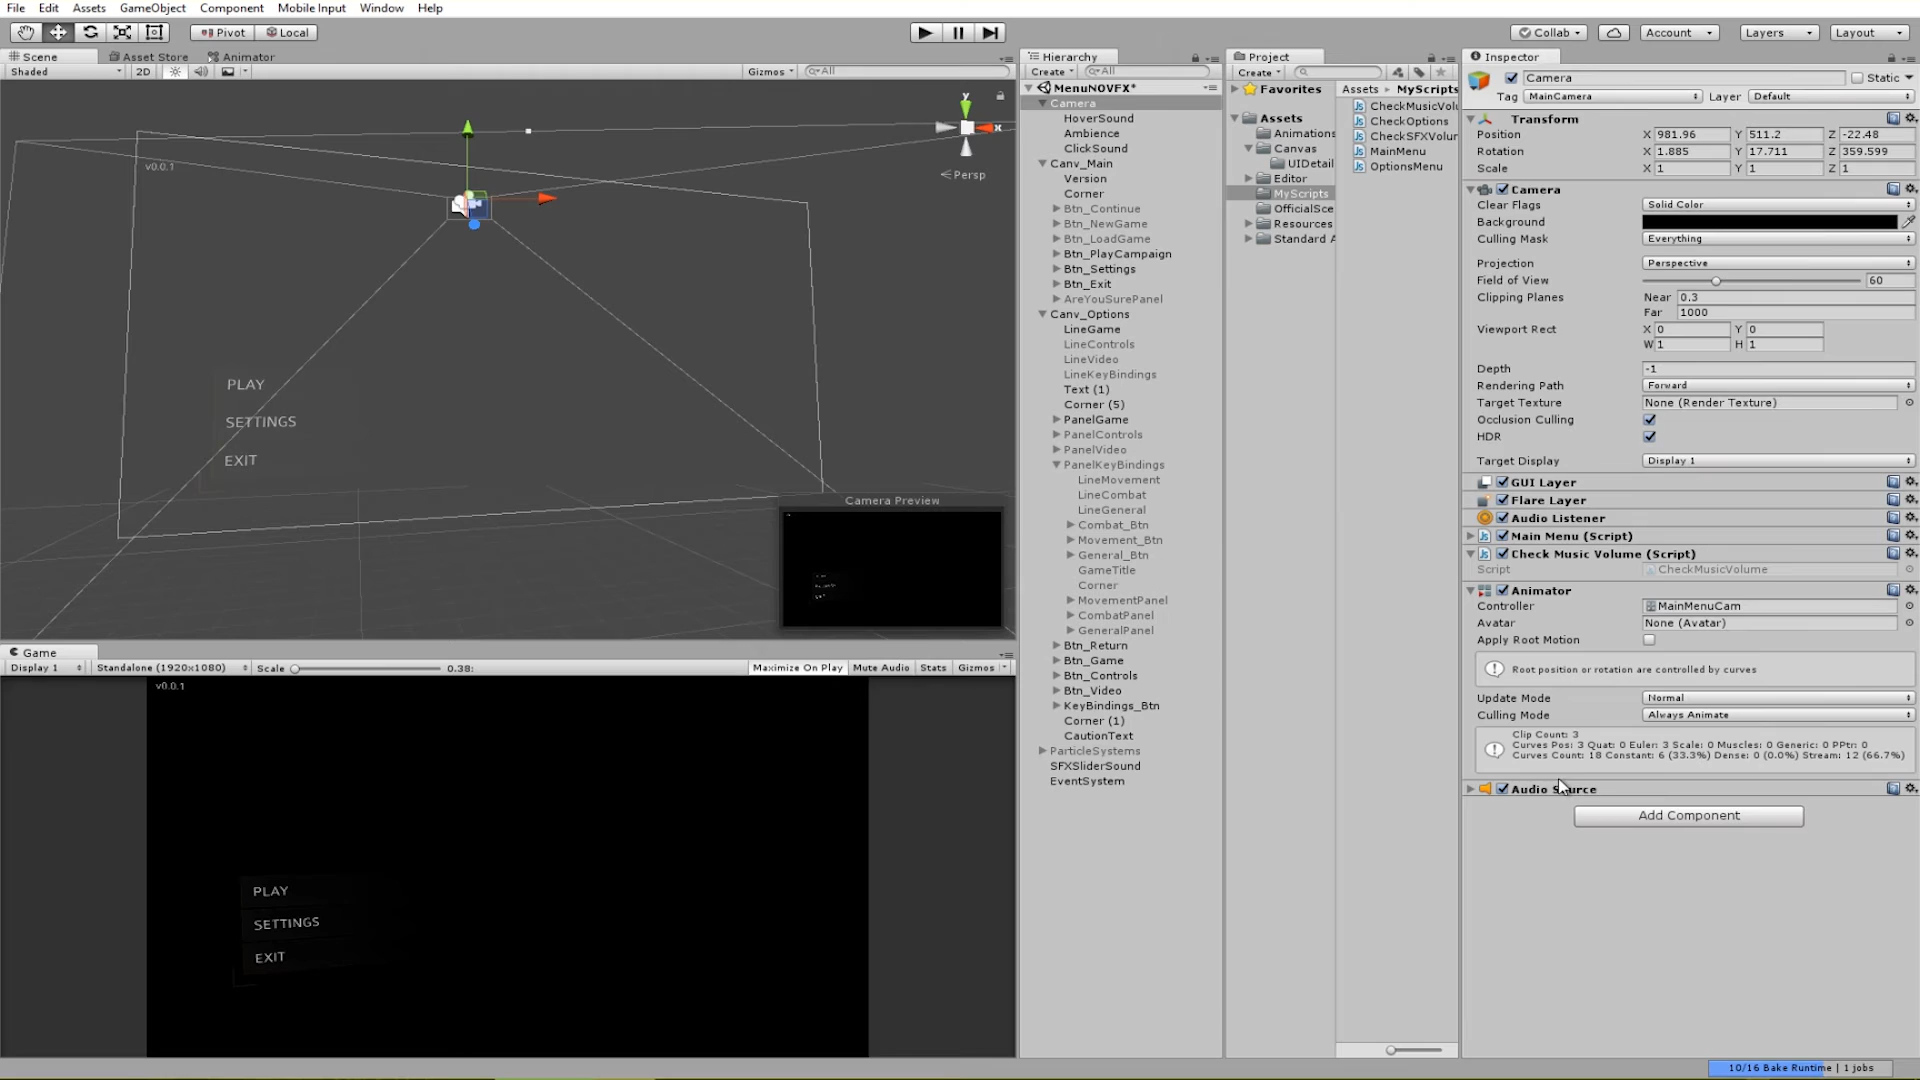 File Edit Assets GameObject Component Mobile Input Window Help
Pivot Local Collab Account Layers Layout
Scene Asset Store Animator
Shaded 2D Gizmos All
v0.0.1
y
x
Persp
PLAY
SETTINGS
EXIT
Camera Preview
Game
Display 1 Standalone (1920x1080) Scale 0.38: Maximize On Play Mute Audio Stats Gizmos
v0.0.1
PLAY
SETTINGS
EXIT
Hierarchy
Create All
MenuNOVFX*
Camera
HoverSound
Ambience
ClickSound
Canv_Main
Version
Corner
Btn_Continue
Btn_NewGame
Btn_LoadGame
Btn_PlayCampaign
Btn_Settings
Btn_Exit
AreYouSurePanel
Canv_Options
LineGame
LineControls
LineVideo
LineKeyBindings
Text (1)
Corner (5)
PanelGame
PanelControls
PanelVideo
PanelKeyBindings
LineMovement
LineCombat
LineGeneral
Combat_Btn
Movement_Btn
General_Btn
GameTitle
Corner
MovementPanel
CombatPanel
GeneralPanel
Btn_Return
Btn_Game
Btn_Controls
Btn_Video
KeyBindings_Btn
Corner (1)
CautionText
ParticleSystems
SFXSliderSound
EventSystem
Project
Create
Favorites
Assets
Animations
Canvas
UIDetail
Editor
MyScripts
OfficialSce
Resources
Standard A
Assets MyScripts
CheckMusicVolu
CheckOptions
CheckSFXVolum
MainMenu
OptionsMenu
Inspector
Camera Static
Tag MainCamera Layer Default
Transform
Position X 981.96 Y 511.2 Z -22.48
Rotation X 1.885 Y 17.711 Z 359.599
Scale X 1 Y 1 Z 1
Camera
Clear Flags Solid Color
Background
Culling Mask Everything
Projection Perspective
Field of View 60
Clipping Planes Near 0.3
Far 1000
Viewport Rect X 0 Y 0
W 1 H 1
Depth -1
Rendering Path Forward
Target Texture None (Render Texture)
Occlusion Culling
HDR
Target Display Display 1
GUI Layer
Flare Layer
Audio Listener
Main Menu (Script)
Check Music Volume (Script)
Script CheckMusicVolume
Animator
Controller MainMenuCam
Avatar None (Avatar)
Apply Root Motion
Root position or rotation are controlled by curves
Update Mode Normal
Culling Mode Always Animate
Clip Count: 3
Curves Pos: 3 Quat: 0 Euler: 3 Scale: 0 Muscles: 0 Generic: 0 PPtr: 0
Curves Count: 18 Constant: 6 (33.3%) Dense: 0 (0.0%) Stream: 12 (66.7%)
Audio Source
Add Component
10/16 Bake Runtime | 1 jobs